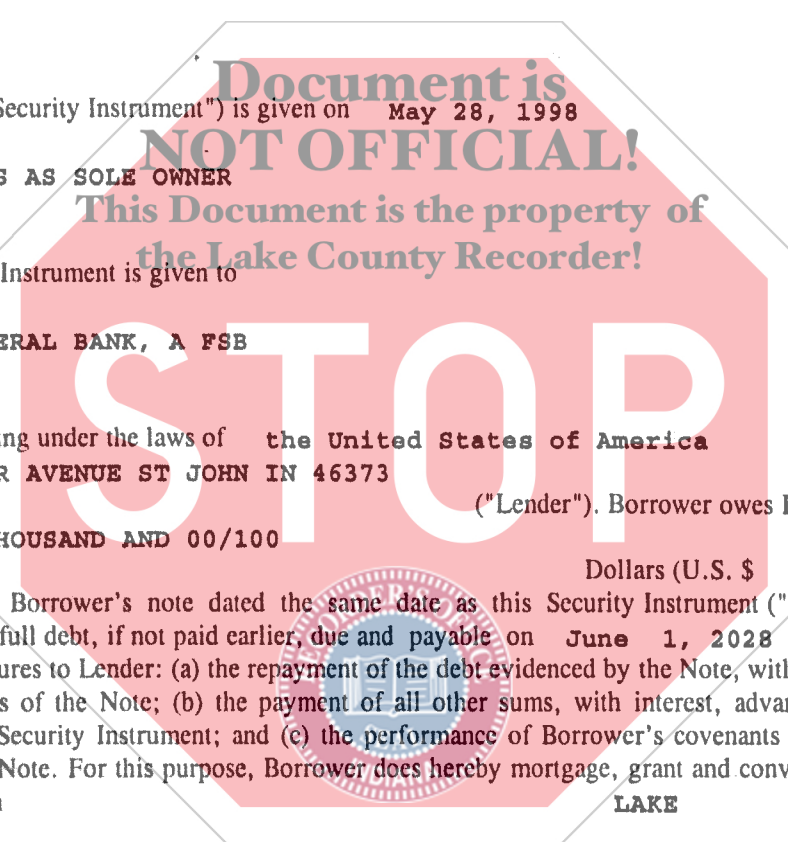 Document is
Security Instrument") is given on May 28, 1998
NOT OFFICIAL!
S AS SOLE OWNER
This Document is the property of
the Lake County Recorder!
Instrument is given to
ERAL BANK, A FSB
STOP
ng under the laws of the United States of America
R AVENUE ST JOHN IN 46373
("Lender"). Borrower owes
HOUSAND AND 00/100
Dollars (U.S. $
Borrower's note dated the same date as this Security Instrument ("
full debt, if not paid earlier, due and payable on June 1, 2028
ures to Lender: (a) the repayment of the debt evidenced by the Note, with
s of the Note; (b) the payment of all other sums, with interest, advan
Security Instrument; and (c) the performance of Borrower's covenants
Note. For this purpose, Borrower does hereby mortgage, grant and conv
LAKE
RECORDER
INDIANA